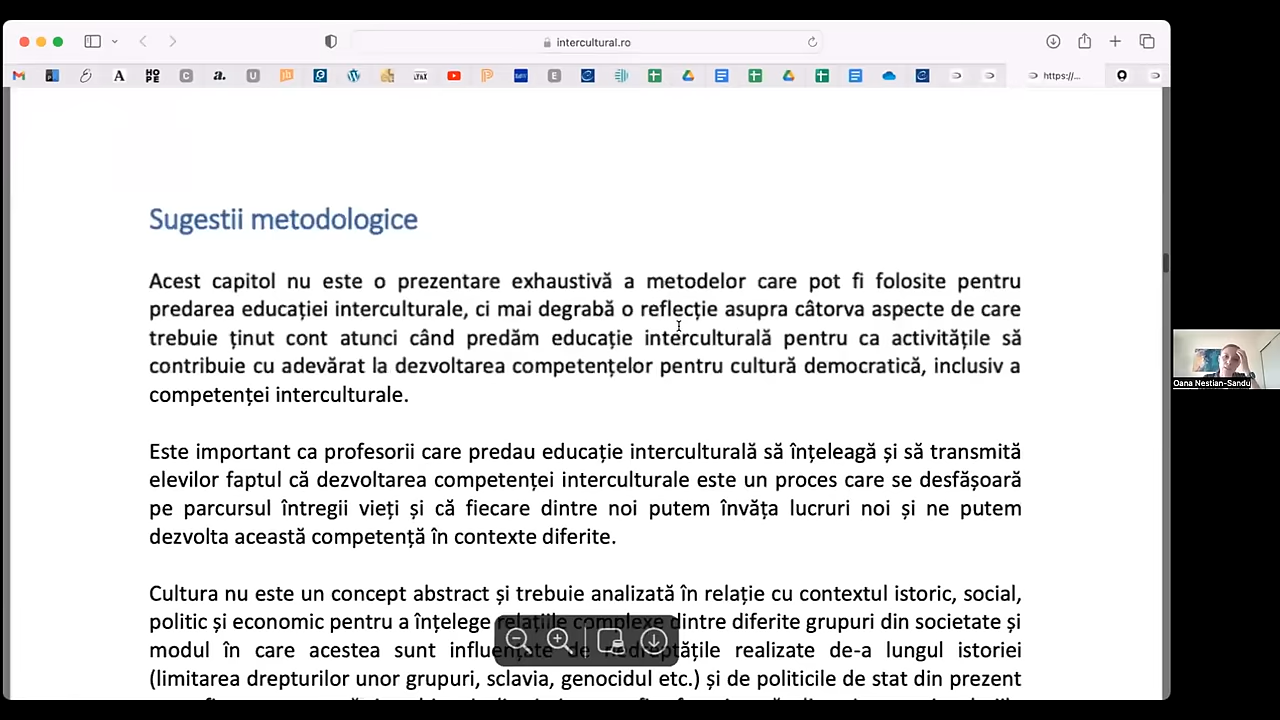 intercultural.ro
https://...
Sugestii metodologice
Acest capitol nu este o prezentare exhaustivă a metodelor care pot fi folosite pentru
predarea educației interculturale, ci mai degrabă o reflecție asupra câtorva aspecte de care
trebuie ținut cont atunci când predăm educație interculturală pentru ca activitățile să
contribuie cu adevărat la dezvoltarea competențelor pentru cultură democratică, inclusiv a
competenței interculturale.
Este important ca profesorii care predau educație interculturală să înțeleagă și să transmită
elevilor faptul că dezvoltarea competenței interculturale este un proces care se desfășoară
pe parcursul întregii vieți și că fiecare dintre noi putem învăța lucruri noi și ne putem
dezvolta această competență în contexte diferite.
Cultura nu este un concept abstract și trebuie analizată în relație cu contextul istoric, social,
politic și economic pentru a înțelege relațiile complexe dintre diferite grupuri din societate și
modul în care acestea sunt influențate de nedreptățile realizate de-a lungul istoriei
(limitarea drepturilor unor grupuri, sclavia, genocidul etc.) și de politicile de stat din prezent
Oana Nestian-Sandu